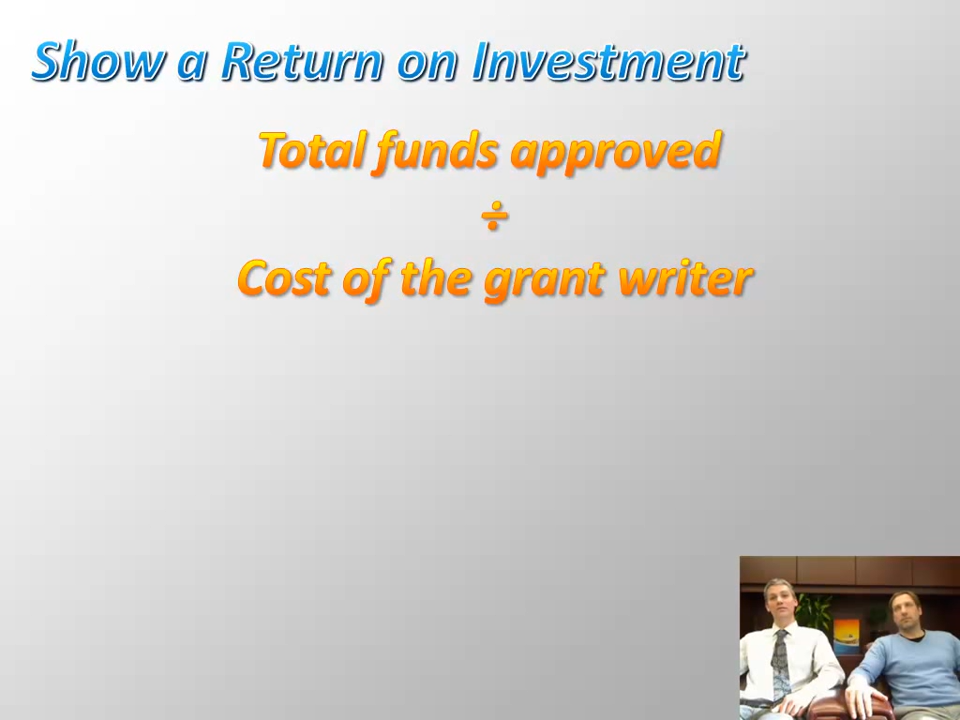 Show a Return on Investment
Total funds approved
÷
Cost of the grant writer